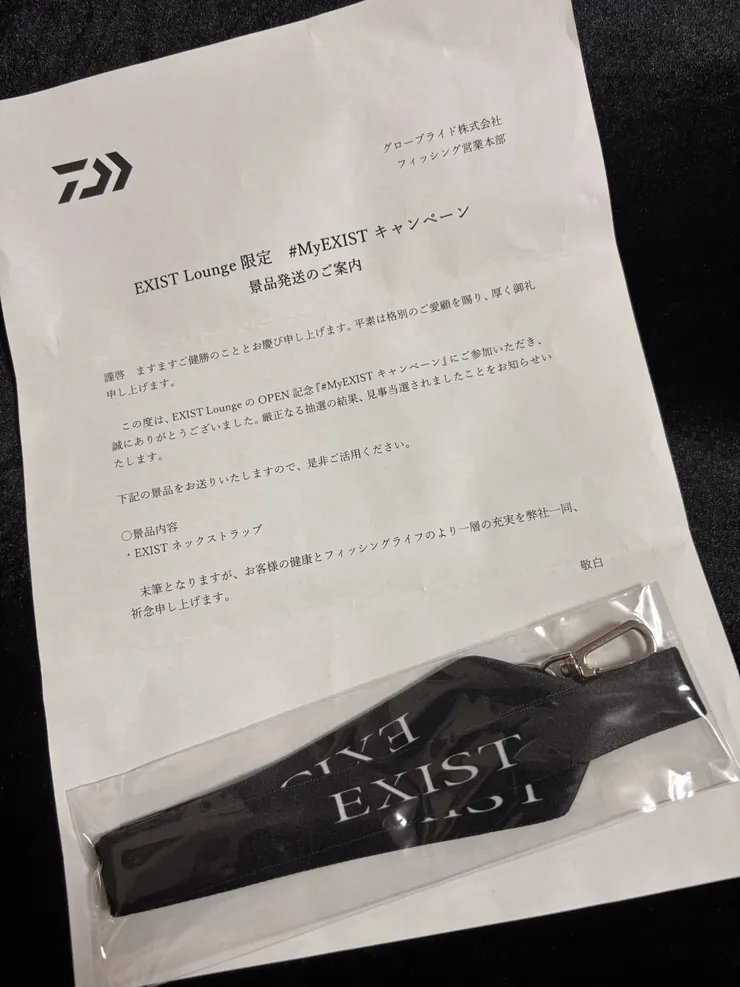 グローブライド株式会社
フィッシング営業本部
EXIST Lounge 限定　#MyEXIST キャンペーン
景品発送のご案内
謹啓　ますますご健勝のこととお慶び申し上げます。平素は格別のご愛顧を賜り、厚く御礼
申し上げます。
この度は、EXIST Lounge の OPEN 記念『#MyEXIST キャンペーン』にご参加いただき、
誠にありがとうございました。厳正なる抽選の結果、見事当選されましたことをお知らせい
たします。
下記の景品をお送りいたしますので、是非ご活用ください。
〇景品内容
・EXIST ネックストラップ
末筆となりますが、お客様の健康とフィッシングライフのより一層の充実を弊社一同、
祈念申し上げます。
敬白
EXIS
EXIST
XIST